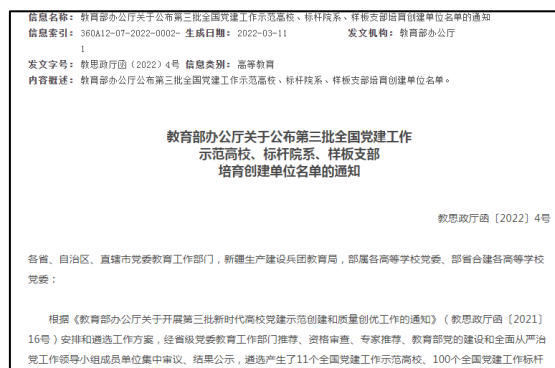 信息名称： 教育部办公厅关于公布第三批全国党建工作示范高校、标杆院系、样板支部培育创建单位名单的通知
信息索引： 360A12-07-2022-0002-1 生成日期： 2022-03-11 发文机构： 教育部办公厅
发文字号： 教思政厅函〔2022〕4号 信息类别： 高等教育
内容概述： 教育部办公厅公布第三批全国党建工作示范高校、标杆院系、样板支部培育创建单位名单。
教育部办公厅关于公布第三批全国党建工作
示范高校、标杆院系、样板支部
培育创建单位名单的通知
教思政厅函〔2022〕4号
各省、自治区、直辖市党委教育工作部门，新疆生产建设兵团教育局，部属各高等学校党委、部省合建各高等学校
党委：
根据《教育部办公厅关于开展第三批新时代高校党建示范创建和质量创优工作的通知》（教思政厅函〔2021〕
16号）安排和遴选工作方案，经省级党委教育工作部门推荐、资格审查、专家推荐、教育部党的建设和全面从严治
党工作领导小组成员单位集中审议、结果公示，遴选产生了11个全国党建工作示范高校、100个全国党建工作标杆